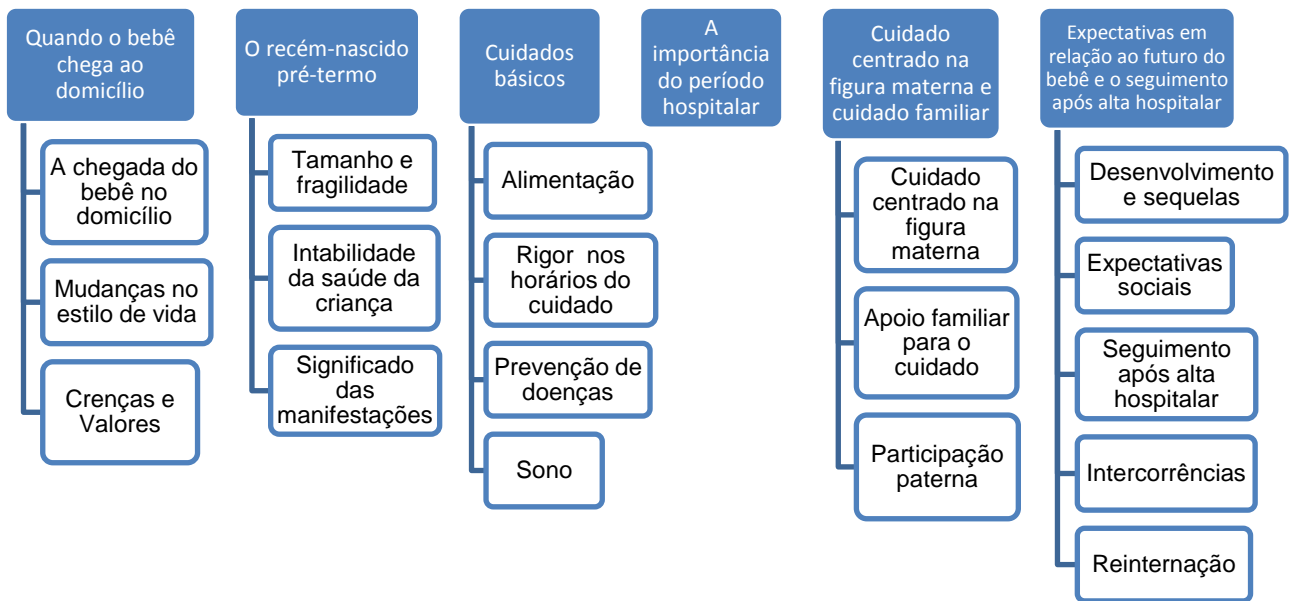 Quando o bebê
chega ao
domicílio
A chegada do
bebê no
domicílio
Mudanças no
estilo de vida
Crenças e
Valores
O recém-nascido
pré-termo
Tamanho e
fragilidade
Intabilidade
da saúde da
criança
Significado
das
manifestações
Cuidados
básicos
Alimentação
Rigor nos
horários do
cuidado
Prevenção de
doenças
Sono
A
importância
do período
hospitalar
Cuidado
centrado na
figura materna e
cuidado familiar
Cuidado
centrado na
figura
materna
Apoio familiar
para o
cuidado
Participação
paterna
Expectativas em
relação ao futuro do
bebê e o seguimento
após alta hospitalar
Desenvolvimento
e sequelas
Expectativas
sociais
Seguimento
após alta
hospitalar
Intercorrências
Reinternação